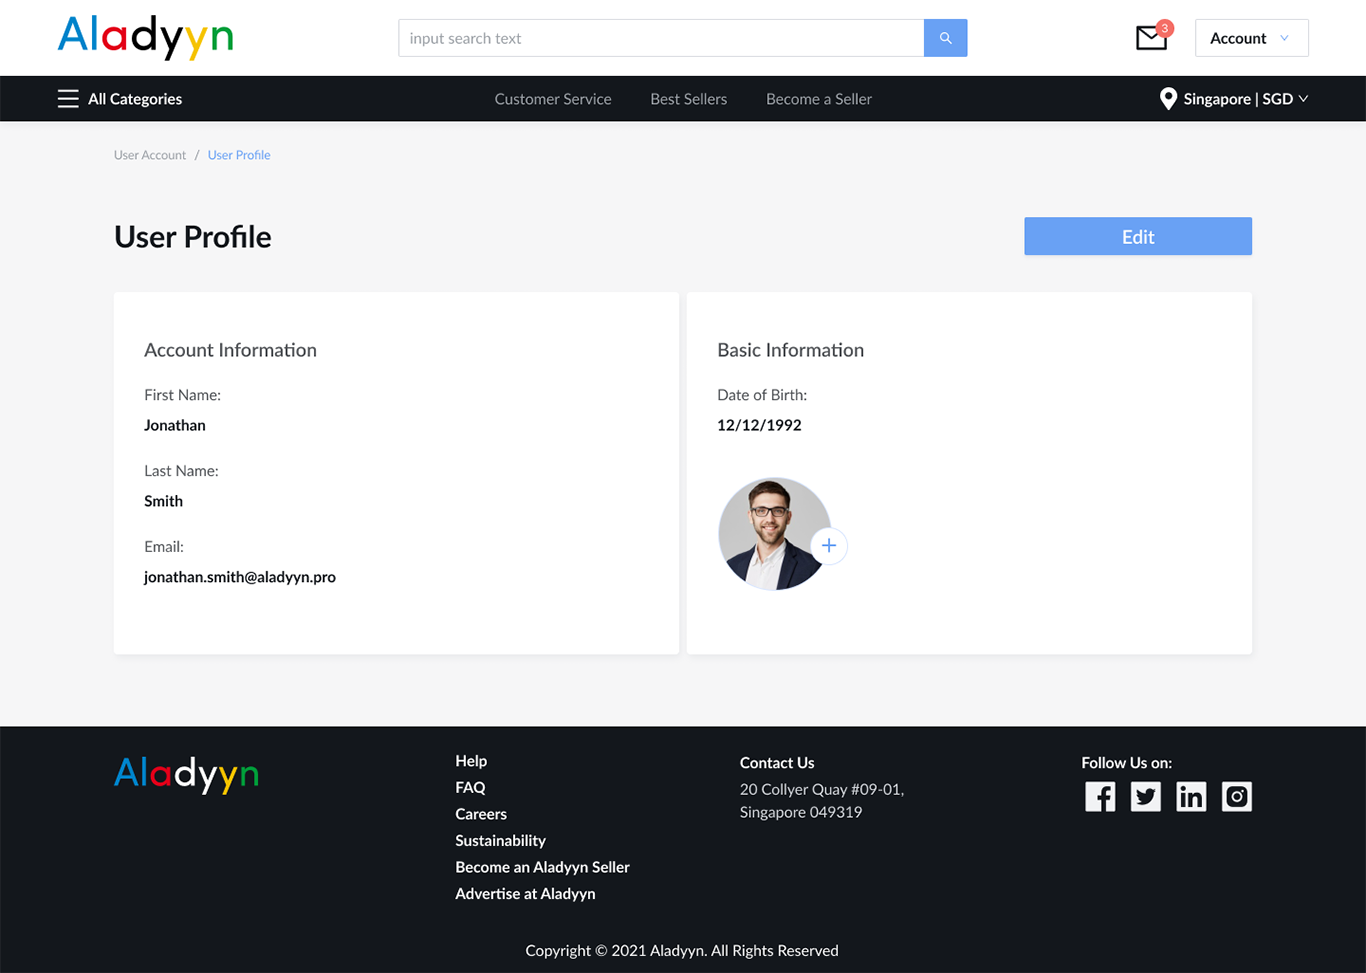 Aladyyn
input search text
3
Account
All Categories
Customer Service
Best Sellers
Become a Seller
Singapore | SGD
User Account / User Profile
User Profile
Edit
Account Information
First Name:
Jonathan
Last Name:
Smith
Email:
jonathan.smith@aladyyn.pro
Basic Information
Date of Birth:
12/12/1992
Aladyyn
Help
FAQ
Careers
Sustainability
Become an Aladyyn Seller
Advertise at Aladyyn
Contact Us
20 Collyer Quay #09-01,
Singapore 049319
Follow Us on:
Copyright © 2021 Aladyyn. All Rights Reserved